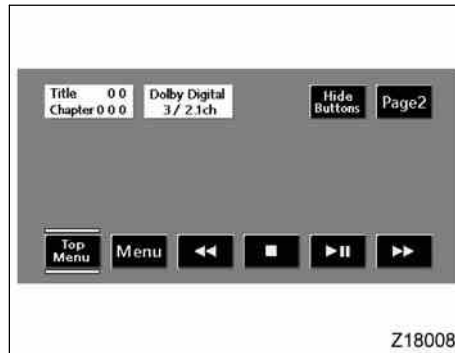 Title 0 0
Chapter 0 0 0
Dolby Digital
3 / 2.1ch
Hide
Buttons
Page2
Top
Menu
Menu
Z18008